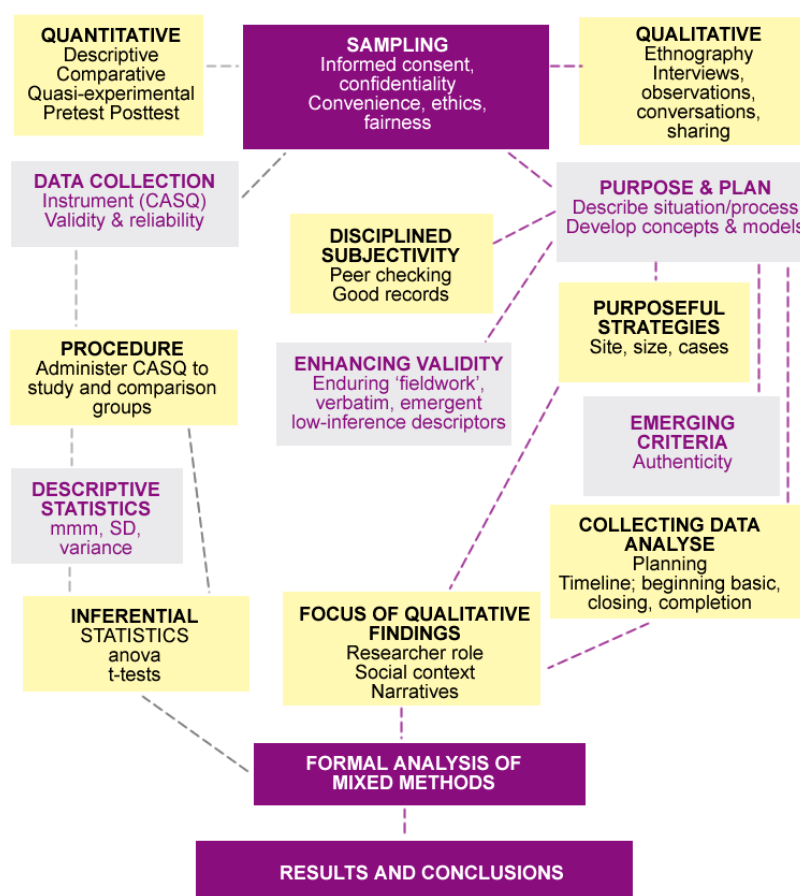 QUANTITATIVE
Descriptive
Comparative
Quasi-experimental
Pretest Posttest
SAMPLING
Informed consent,
confidentiality
Convenience, ethics,
fairness
QUALITATIVE
Ethnography
Interviews,
observations,
conversations,
sharing
DATA COLLECTION
Instrument (CASQ)
Validity & reliability
PURPOSE & PLAN
Describe situation/process
Develop concepts & models
DISCIPLINED
SUBJECTIVITY
Peer checking
Good records
PURPOSEFUL
STRATEGIES
Site, size, cases
PROCEDURE
Administer CASQ to
study and comparison
groups
ENHANCING VALIDITY
Enduring ‘fieldwork’,
verbatim, emergent
low-inference descriptors
EMERGING
CRITERIA
Authenticity
DESCRIPTIVE
STATISTICS
mmm, SD,
variance
COLLECTING DATA
ANALYSE
Planning
Timeline; beginning basic,
closing, completion
INFERENTIAL
STATISTICS
anova
t-tests
FOCUS OF QUALITATIVE
FINDINGS
Researcher role
Social context
Narratives
FORMAL ANALYSIS OF
MIXED METHODS
RESULTS AND CONCLUSIONS